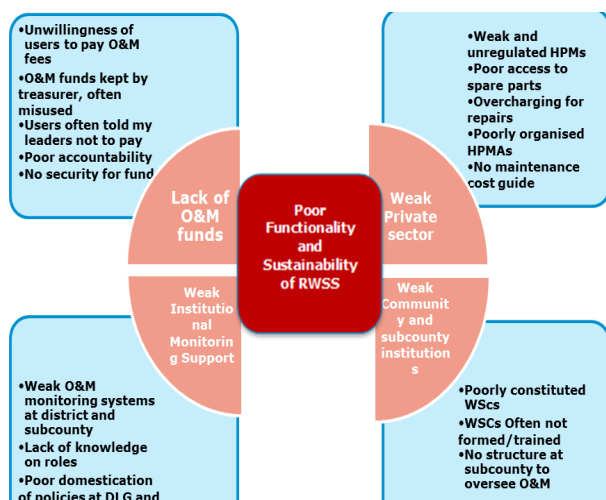 •Unwillingness of
users to pay O&M
fees
•O&M funds kept by
treasurer, often
misused
•Users often told my
leaders not to pay
•Poor accountability
•No security for fund
•Weak and
unregulated HPMs
•Poor access to
spare parts
•Overcharging for
repairs
•Poorly organised
HPMAs
•No maintenance
cost guide
Lack of
O&M
funds
Poor
Functionality
and
Sustainability
of RWSS
Weak
Private
sector
Weak
Institutio
nal
Monitorin
g Support
Weak
Communit
y and
subcounty
institution
s
•Weak O&M
monitoring systems
at district and
subcounty
•Lack of knowledge
on roles
•Poor domestication
of policies at DLG and
•Poorly constituted
WScs
•WSCs Often not
formed/trained
•No structure at
subcounty to
oversee O&M